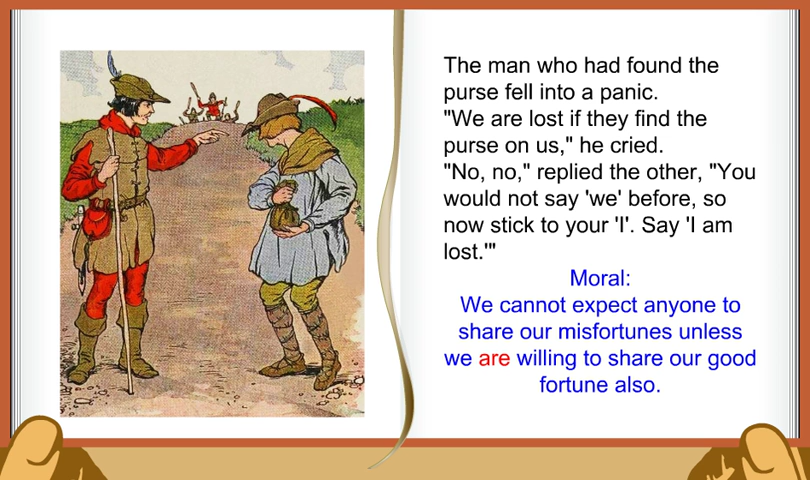 The man who had found the
purse fell into a panic.
"We are lost if they find the
purse on us," he cried.
"No, no," replied the other, "You
would not say 'we' before, so
now stick to your 'I'. Say 'I am
lost.'"
Moral:
We cannot expect anyone to
share our misfortunes unless
we are willing to share our good
fortune also.